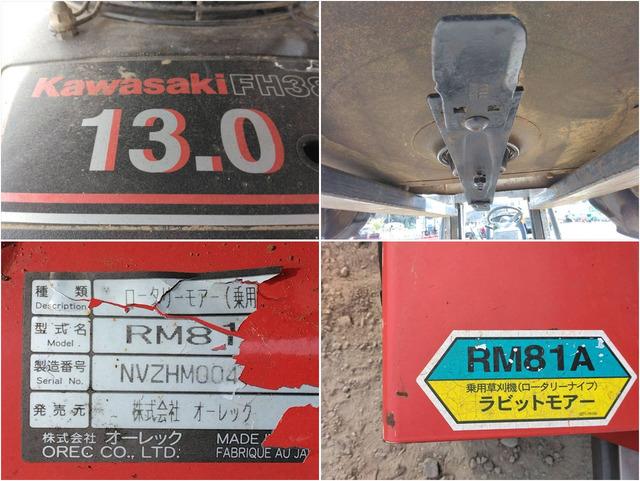 Kawasaki FH38
13.0
種類 ロータリーモアー(乗用
Description
型式名 RM81
Model.
製造番号 NVZHM004
Serial No.
発売元 株式会社 オーレック
株式会社 オーレック MADE I
OREC CO., LTD. FABRIQUE AU JA
RM81A
乗用草刈機(ロータリーナイフ)
ラビットモアー